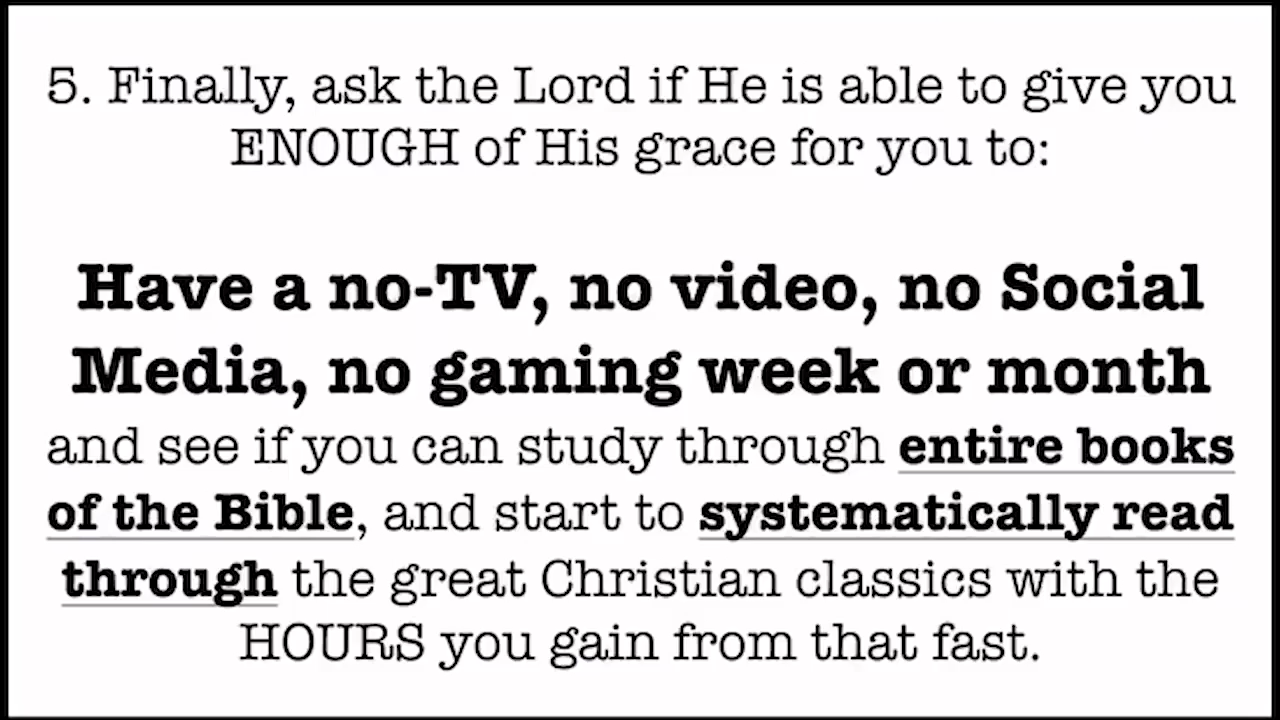 5. Finally, ask the Lord if He is able to give you
ENOUGH of His grace for you to:
Have a no-TV, no video, no Social
Media, no gaming week or month
and see if you can study through entire books
of the Bible, and start to systematically read
through the great Christian classics with the
HOURS you gain from that fast.